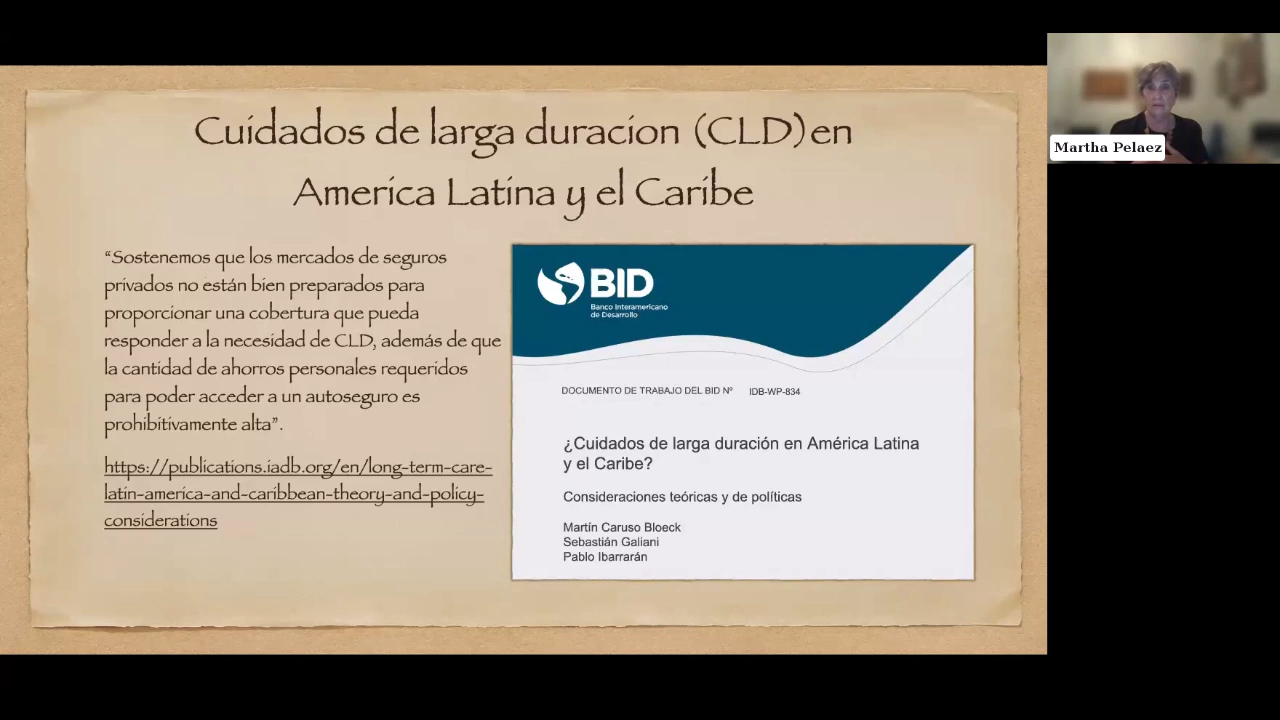 Cuidados de larga duracion (CLD) en
America Latina y el Caribe
“Sostenemos que los mercados de seguros
privados no están bien preparados para
proporcionar una cobertura que pueda
responder a la necesidad de CLD, además de que
la cantidad de ahorros personales requeridos
para poder acceder a un autoseguro es
prohibitivamente alta”.
https://publications.iadb.org/en/long-term-care-
latin-america-and-caribbean-theory-and-policy-
considerations
BID
Banco Interamericano
de Desarrollo
DOCUMENTO DE TRABAJO DEL BID Nº IDB-WP-834
¿Cuidados de larga duración en América Latina
y el Caribe?
Consideraciones teóricas y de políticas
Martín Caruso Bloeck
Sebastián Galiani
Pablo Ibarrarán
Martha Pelaez